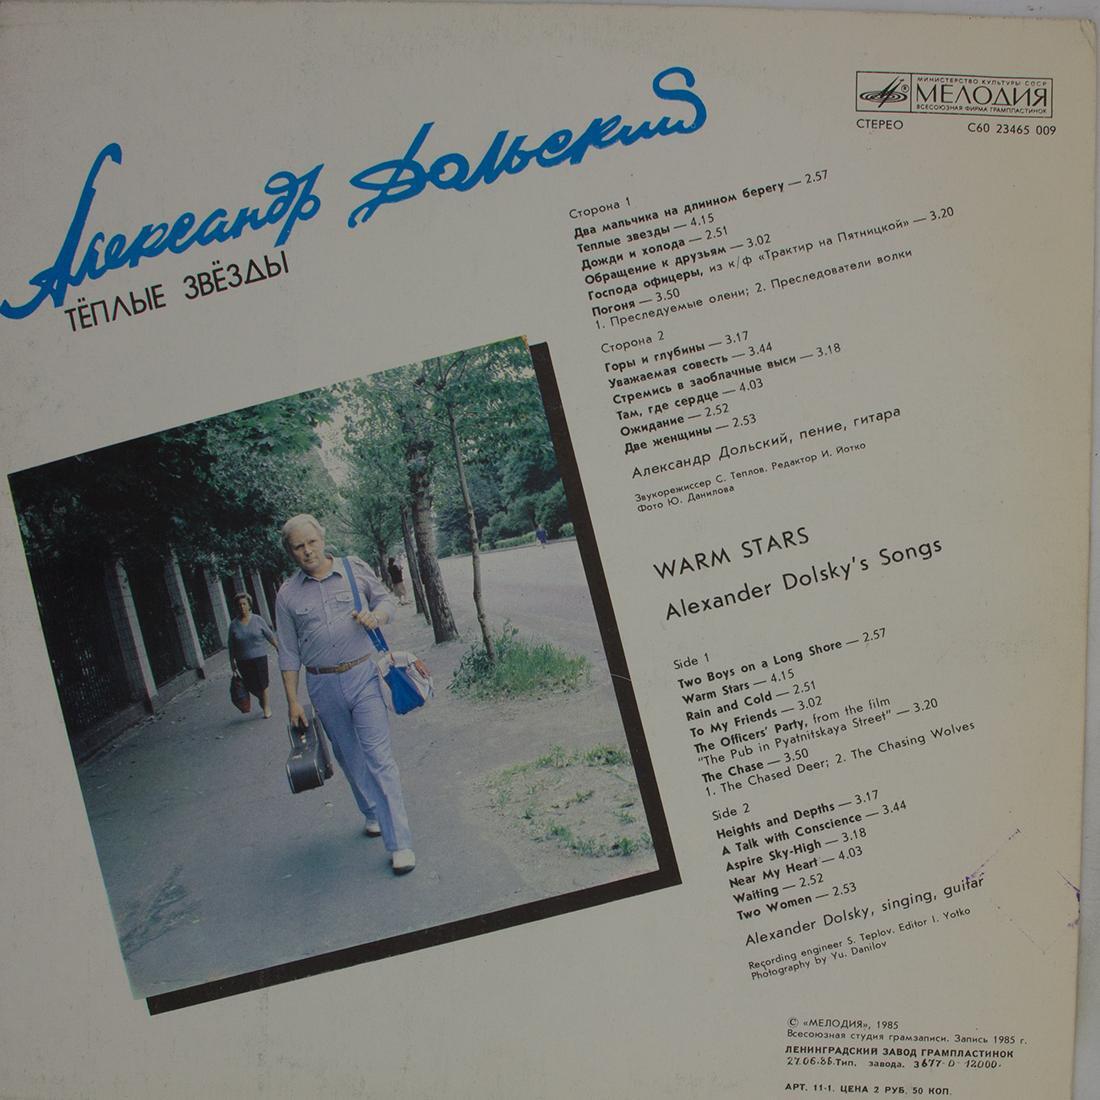 Александр Дольский
ТЁПЛЫЕ ЗВЁЗДЫ
МИНИСТЕРСТВО КУЛЬТУРЫ СССР
МЕЛОДИЯ
ВСЕСОЮЗНАЯ ФИРМА ГРАМПЛАСТИНОК
СТЕРЕО С60 23465 009
Сторона 1
Два мальчика на длинном берегу — 2.57
Теплые звезды — 4.15
Дожди и холода — 2.51
Обращение к друзьям — 3.02
Господа офицеры, из к/ф «Трактир на Пятницкой» — 3.20
Погоня — 3.50
1. Преследуемые олени; 2. Преследователи волки
Сторона 2
Горы и глубины — 3.17
Уважаемая совесть — 3.44
Стремись в заоблачные выси — 3.18
Там, где сердце — 4.03
Ожидание — 2.52
Две женщины — 2.53
Александр Дольский, пение, гитара
Звукорежиссер С. Теплов. Редактор И. Йотко
Фото Ю. Данилова
WARM STARS
Alexander Dolsky's Songs
Side 1
Two Boys on a Long Shore — 2.57
Warm Stars — 4.15
Rain and Cold — 2.51
To My Friends — 3.02
The Officers' Party, from the film
"The Pub in Pyatnitskaya Street" — 3.20
The Chase — 3.50
1. The Chased Deer; 2. The Chasing Wolves
Side 2
Heights and Depths — 3.17
A Talk with Conscience — 3.44
Aspire Sky-High — 3.18
Near My Heart — 4.03
Waiting — 2.52
Two Women — 2.53
Alexander Dolsky, singing, guitar
Recording engineer S. Teplov. Editor I. Yotko
Photography by Yu. Danilov
© «МЕЛОДИЯ», 1985
Всесоюзная студия грамзаписи. Запись 1985 г.
ЛЕНИНГРАДСКИЙ ЗАВОД ГРАМПЛАСТИНОК
27.06.86. Тип. завода. 3677-0-12000.
АРТ. 11-1. ЦЕНА 2 РУБ. 50 КОП.